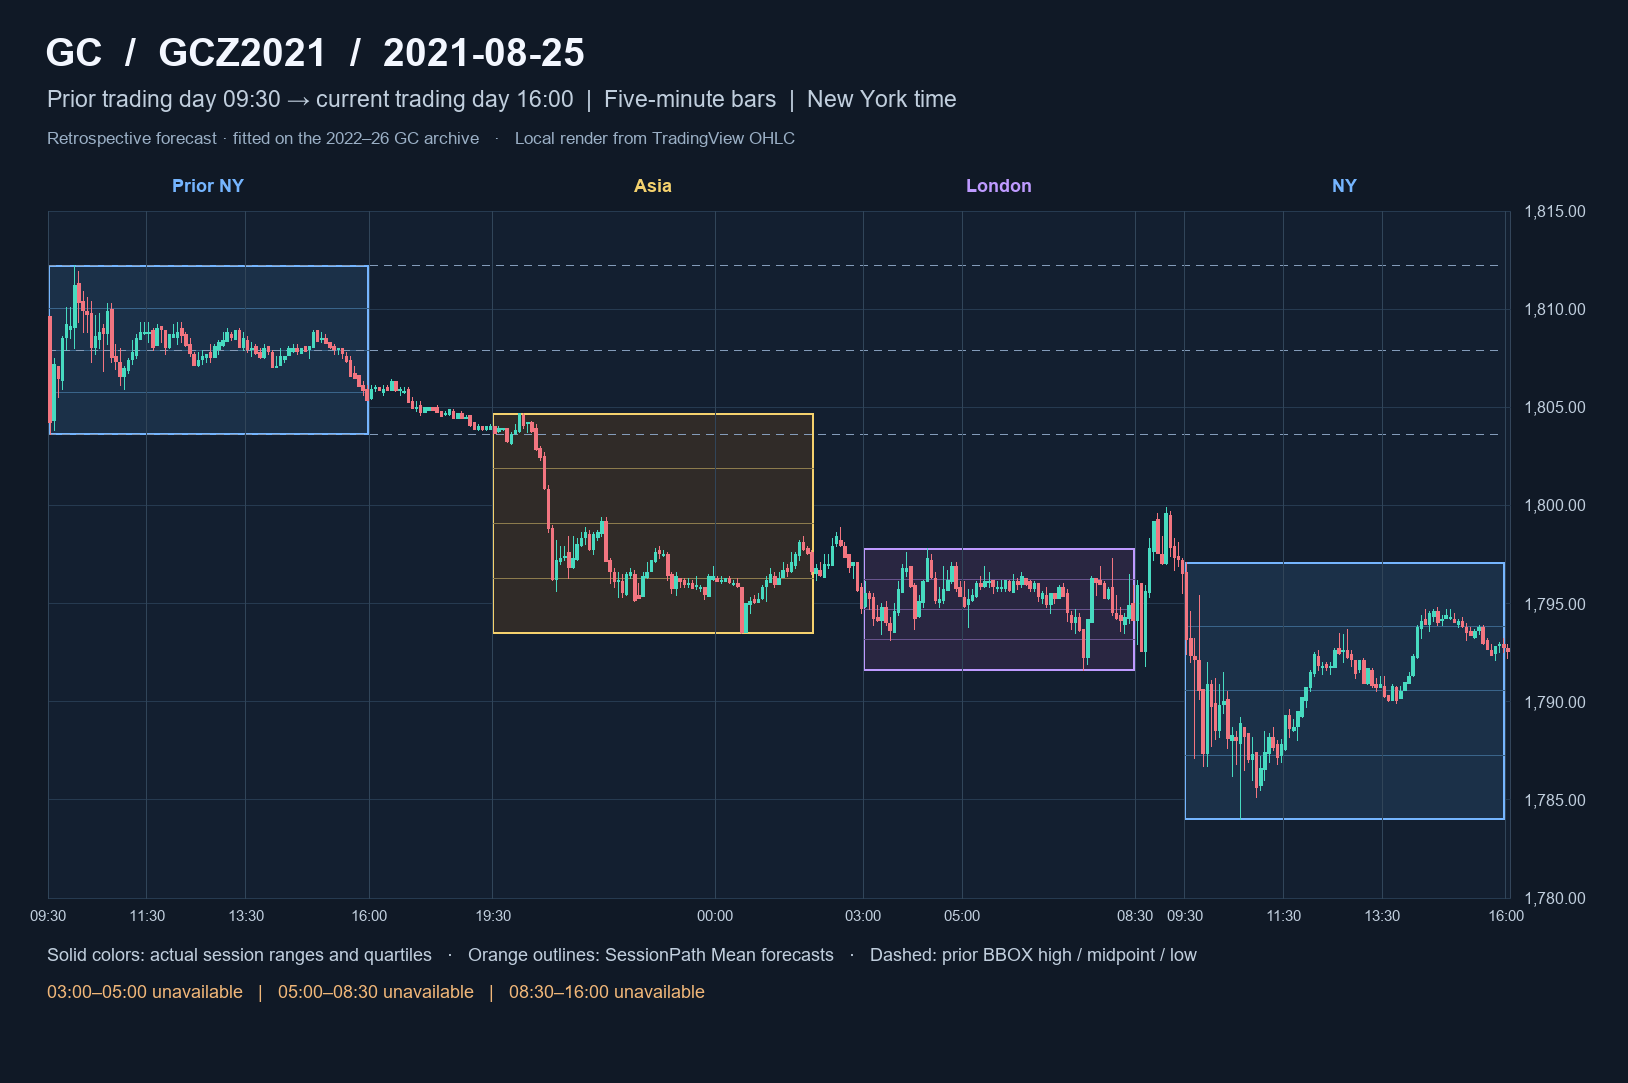 GC / GCZ2021 / 2021-08-25
Prior trading day 09:30 → current trading day 16:00 | Five-minute bars | New York time
Retrospective forecast · fitted on the 2022–26 GC archive · Local render from TradingView OHLC
Prior NY Asia London NY
1,815.00
1,810.00
1,805.00
1,800.00
1,795.00
1,790.00
1,785.00
1,780.00
09:30 11:30 13:30 16:00 19:30 00:00 03:00 05:00 08:30 09:30 11:30 13:30 16:00
Solid colors: actual session ranges and quartiles · Orange outlines: SessionPath Mean forecasts · Dashed: prior BBOX high / midpoint / low
03:00–05:00 unavailable | 05:00–08:30 unavailable | 08:30–16:00 unavailable